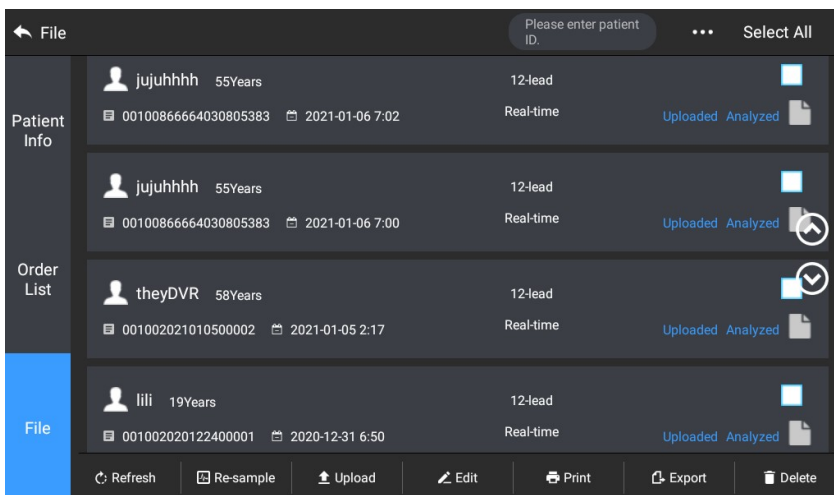 File
Please enter patient
ID.
Select All
Patient
Info
Order
List
File
jujuhhhh 55Years
12-lead
00100866664030805383 2021-01-06 7:02
Real-time
Uploaded Analyzed
jujuhhhh 55Years
12-lead
00100866664030805383 2021-01-06 7:00
Real-time
Uploaded Analyzed
theyDVR 58Years
12-lead
001002021010500002 2021-01-05 2:17
Real-time
Uploaded Analyzed
lili 19Years
12-lead
001002020122400001 2020-12-31 6:50
Real-time
Uploaded Analyzed
Refresh Re-sample Upload Edit Print Export Delete